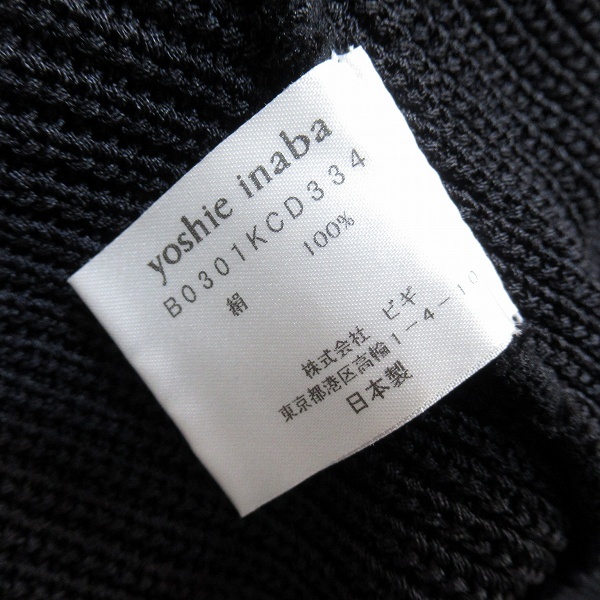 yoshie inaba
B0301KCD334
絹 100%
株式会社 ビギ
東京都港区高輪1-4-10
日本製